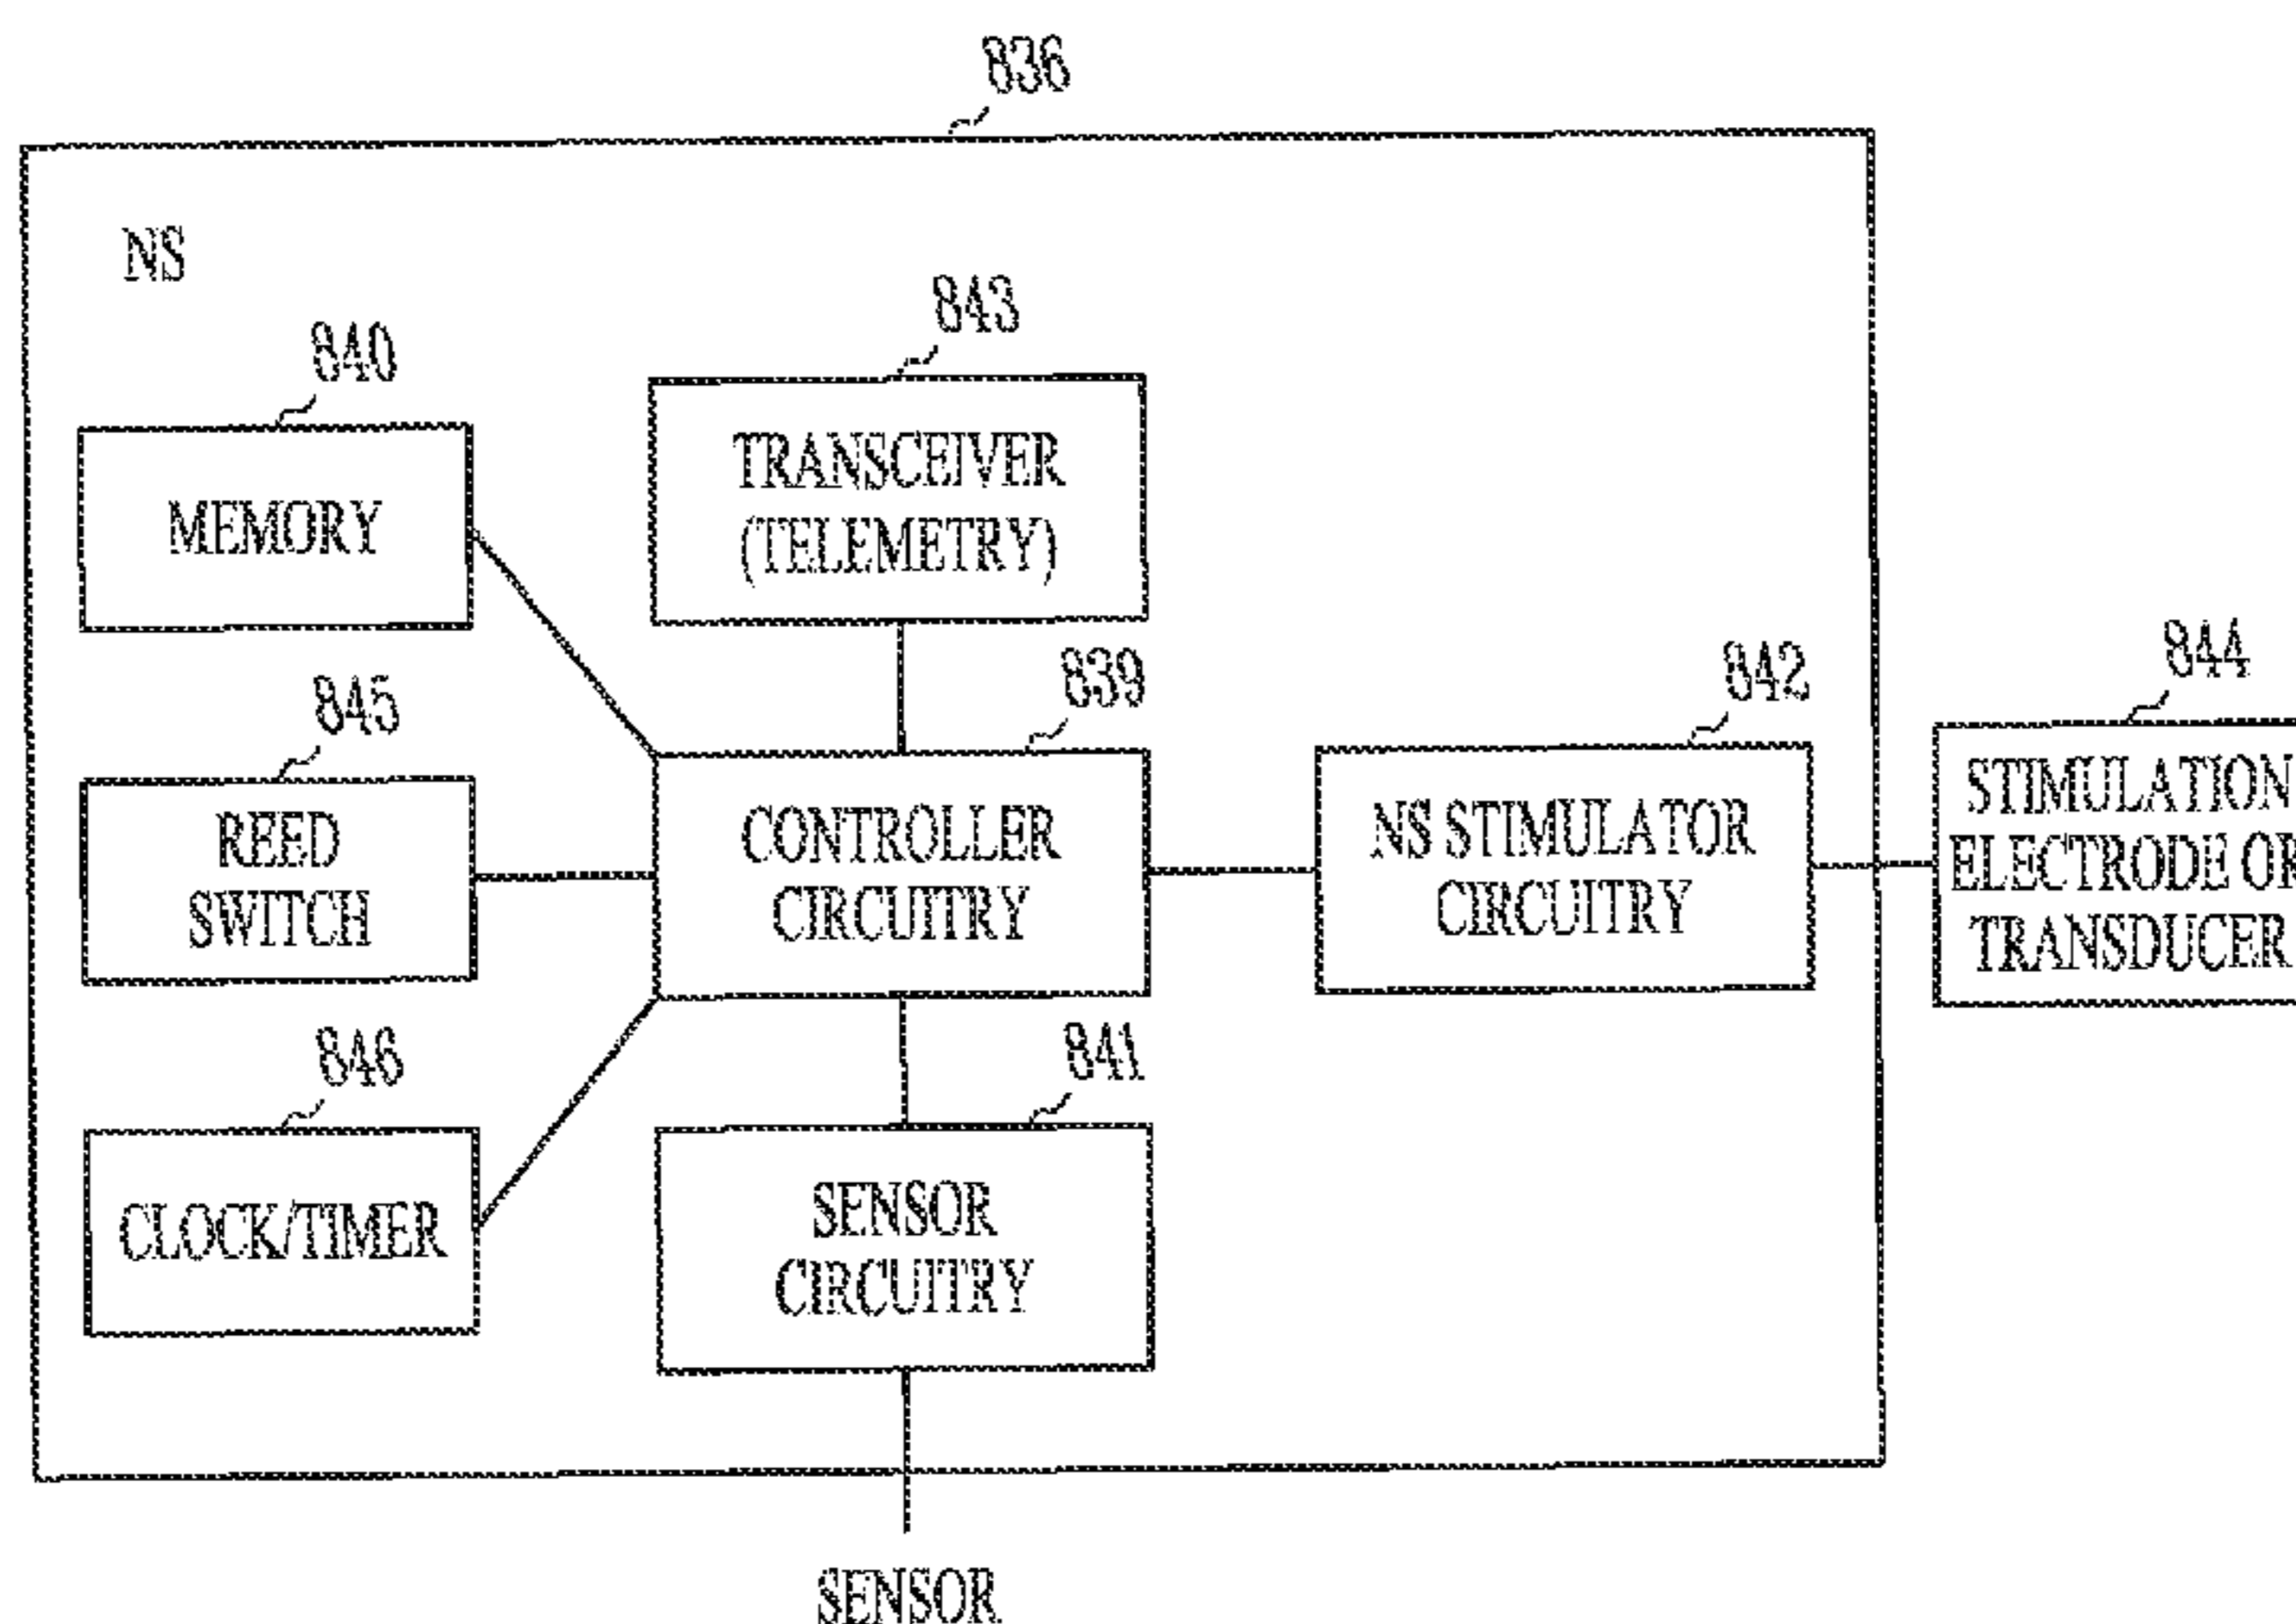 836
NS
840
MEMORY
843
TRANSCEIVER
(TELEMETRY)
845
REED
SWITCH
839
CONTROLLER
CIRCUITRY
842
NS STIMULATOR
CIRCUITRY
844
STIMULATION
ELECTRODE OR
TRANSDUCER
846
CLOCK/TIMER
841
SENSOR
CIRCUITRY
SENSOR